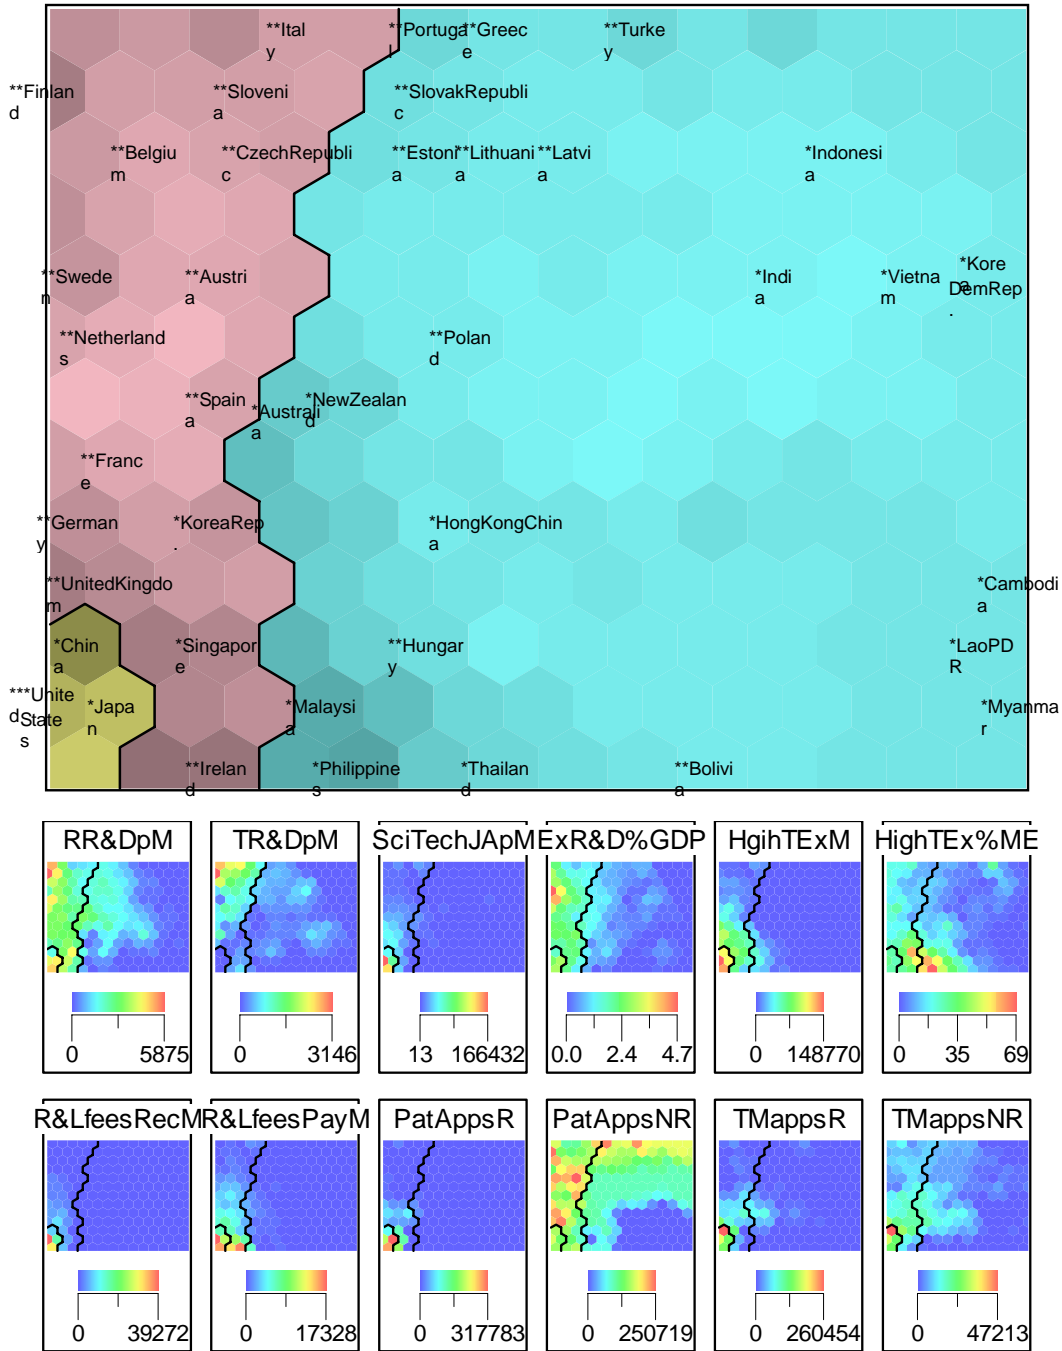 **Ital
y
**Portuga
l
**Greec
e
**Turke
y
**Finlan
d
**Sloveni
a
**SlovakRepubli
c
**Belgiu
m
**CzechRepubli
c
**Estoni
a
**Lithuani
a
**Latvi
a
*Indonesi
a
**Swede
n
**Austri
a
*Indi
a
*Vietna
m
*Kore
a
DemRep
.
**Netherland
s
**Polan
d
**Spain
a
*Australi
a
*NewZealan
d
**Franc
e
**German
y
*KoreaRep
.
*HongKongChin
a
**UnitedKingdo
m
*Cambodi
a
*Chin
a
*Singapor
e
**Hungar
y
*LaoPD
R
***Unite
d
State
s
*Japa
n
*Malaysi
a
*Myanma
r
**Irelan
d
*Philippine
s
*Thailan
d
**Bolivi
a
RR&DpM
TR&DpM
SciTechJApM
ExR&D%GDP
HgihTExM
HighTEx%ME
0 5875
0 3146
13 166432
0.0 2.4 4.7
0 148770
0 35 69
R&LfeesRecM
R&LfeesPayM
PatAppsR
PatAppsNR
TMappsR
TMappsNR
0 39272
0 17328
0 317783
0 250719
0 260454
0 47213